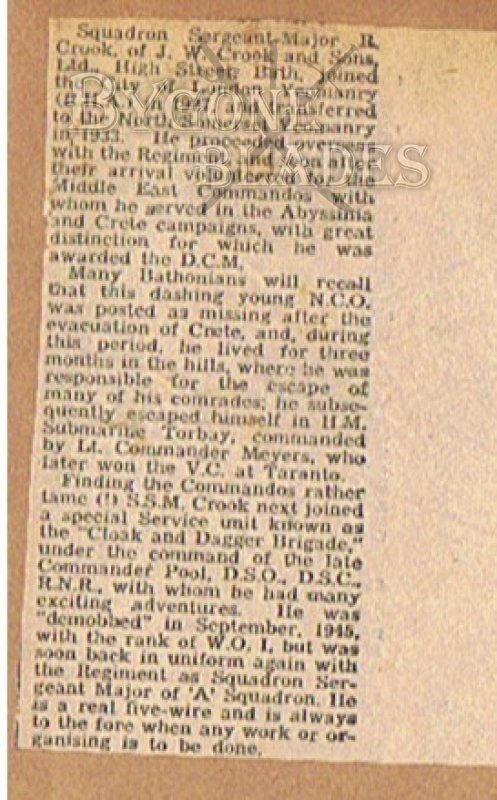 Squadron Sergeant-Major R.
Crook, of J. W. Crook and Sons,
Ltd., High Street, Bath, joined
the City of London Yeomanry
(R.H.A.) in 1927, and transferred
to the North Somerset Yeomanry
in 1933. He proceeded overseas
with the Regiment, and soon after
their arrival volunteered for the
Middle East Commandos with
whom he served in the Abyssinia
and Crete campaigns, with great
distinction for which he was
awarded the D.C.M.
Many Bathonians will recall
that this dashing young N.C.O.
was posted as missing after the
evacuation of Crete, and, during
this period, he lived for three
months in the hills, where he was
responsible for the escape of
many of his comrades; he subse-
quently escaped himself in H.M.
Submarine Torbay, commanded
by Lt. Commander Meyers, who
later won the V.C. at Taranto.
Finding the Commandos rather
tame (!) S.S.M. Crook next joined
a special Service unit known as
the "Cloak and Dagger Brigade,"
under the command of the late
Commander Pool, D.S.O., D.S.C.,
R.N.R., with whom he had many
exciting adventures. He was
"demobbed" in September, 1945,
with the rank of W.O. I, but was
soon back in uniform again with
the Regiment as Squadron Ser-
geant Major of 'A' Squadron. He
is a real five-wire and is always
to the fore when any work or or-
ganising is to be done.
BYGONE
BLADES